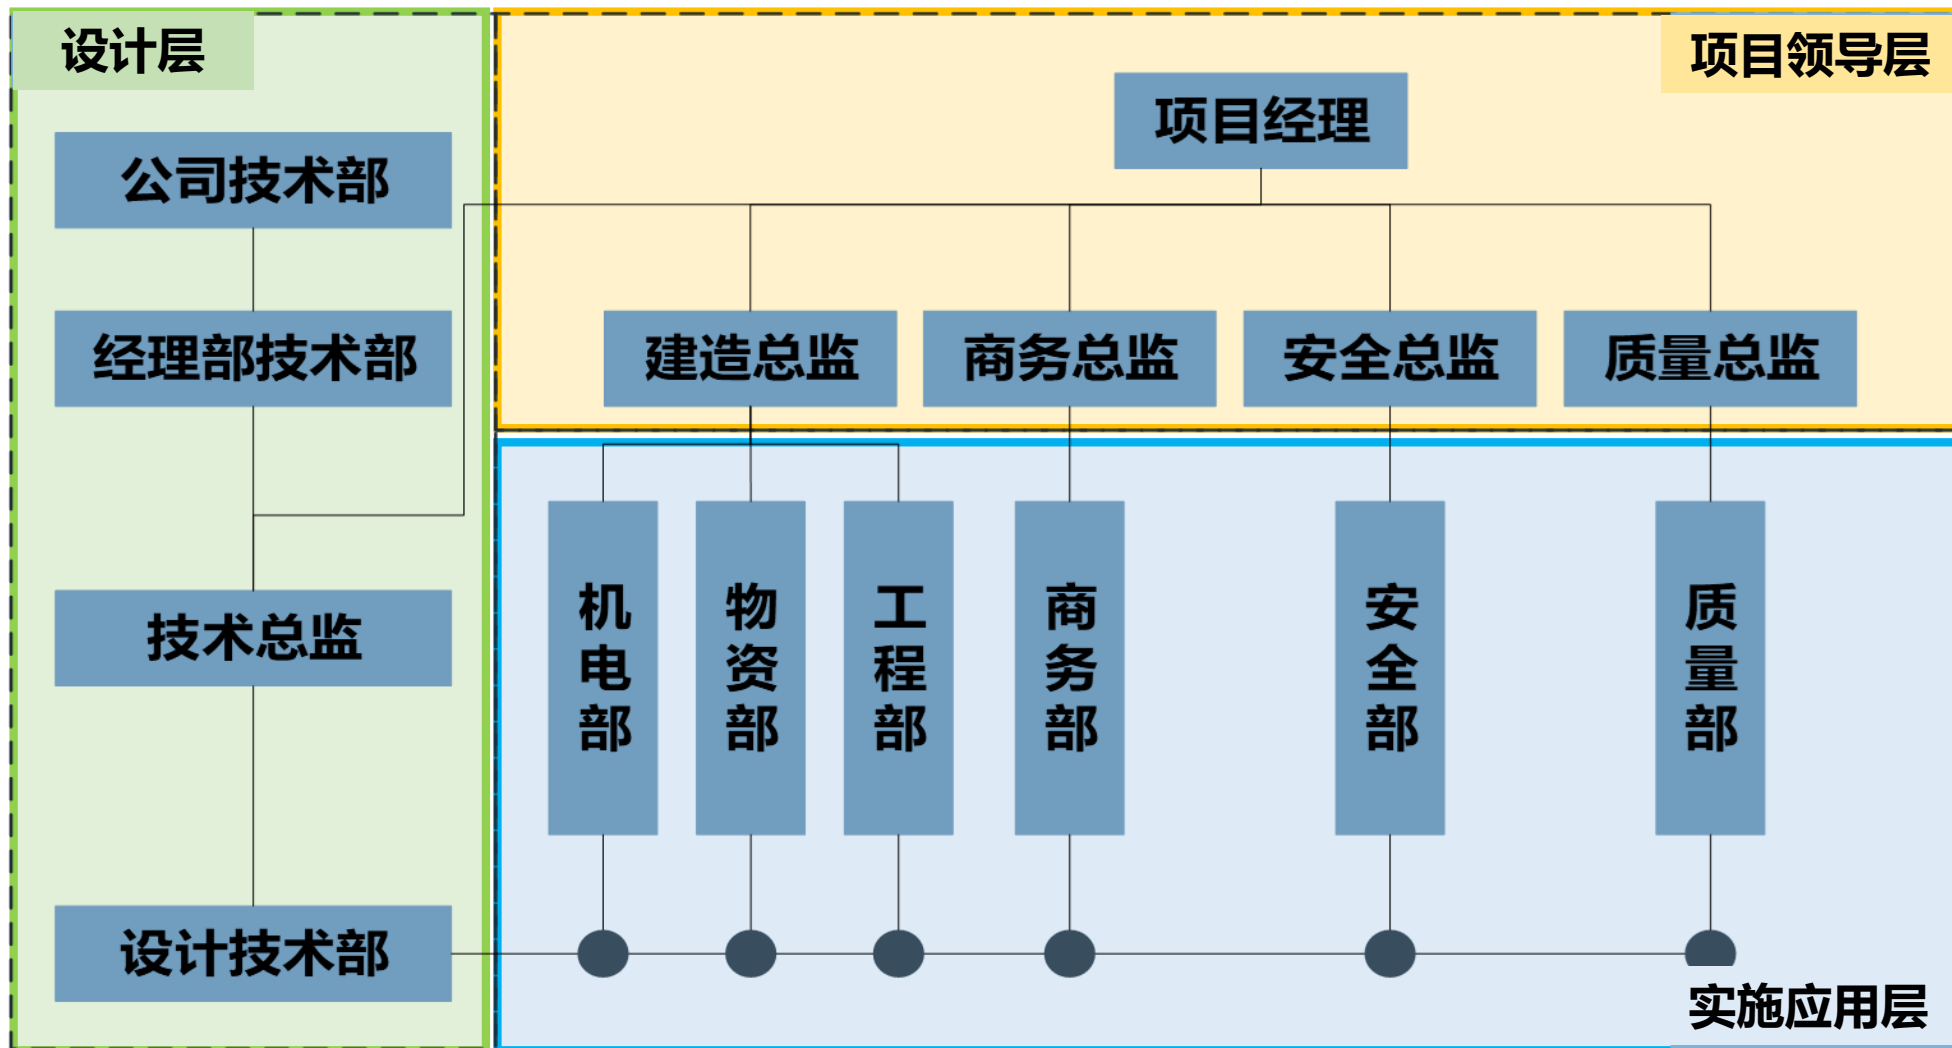 设计层
项目领导层
项目经理
公司技术部
经理部技术部
建造总监
商务总监
安全总监
质量总监
技术总监
机电部
物资部
工程部
商务部
安全部
质量部
设计技术部
实施应用层